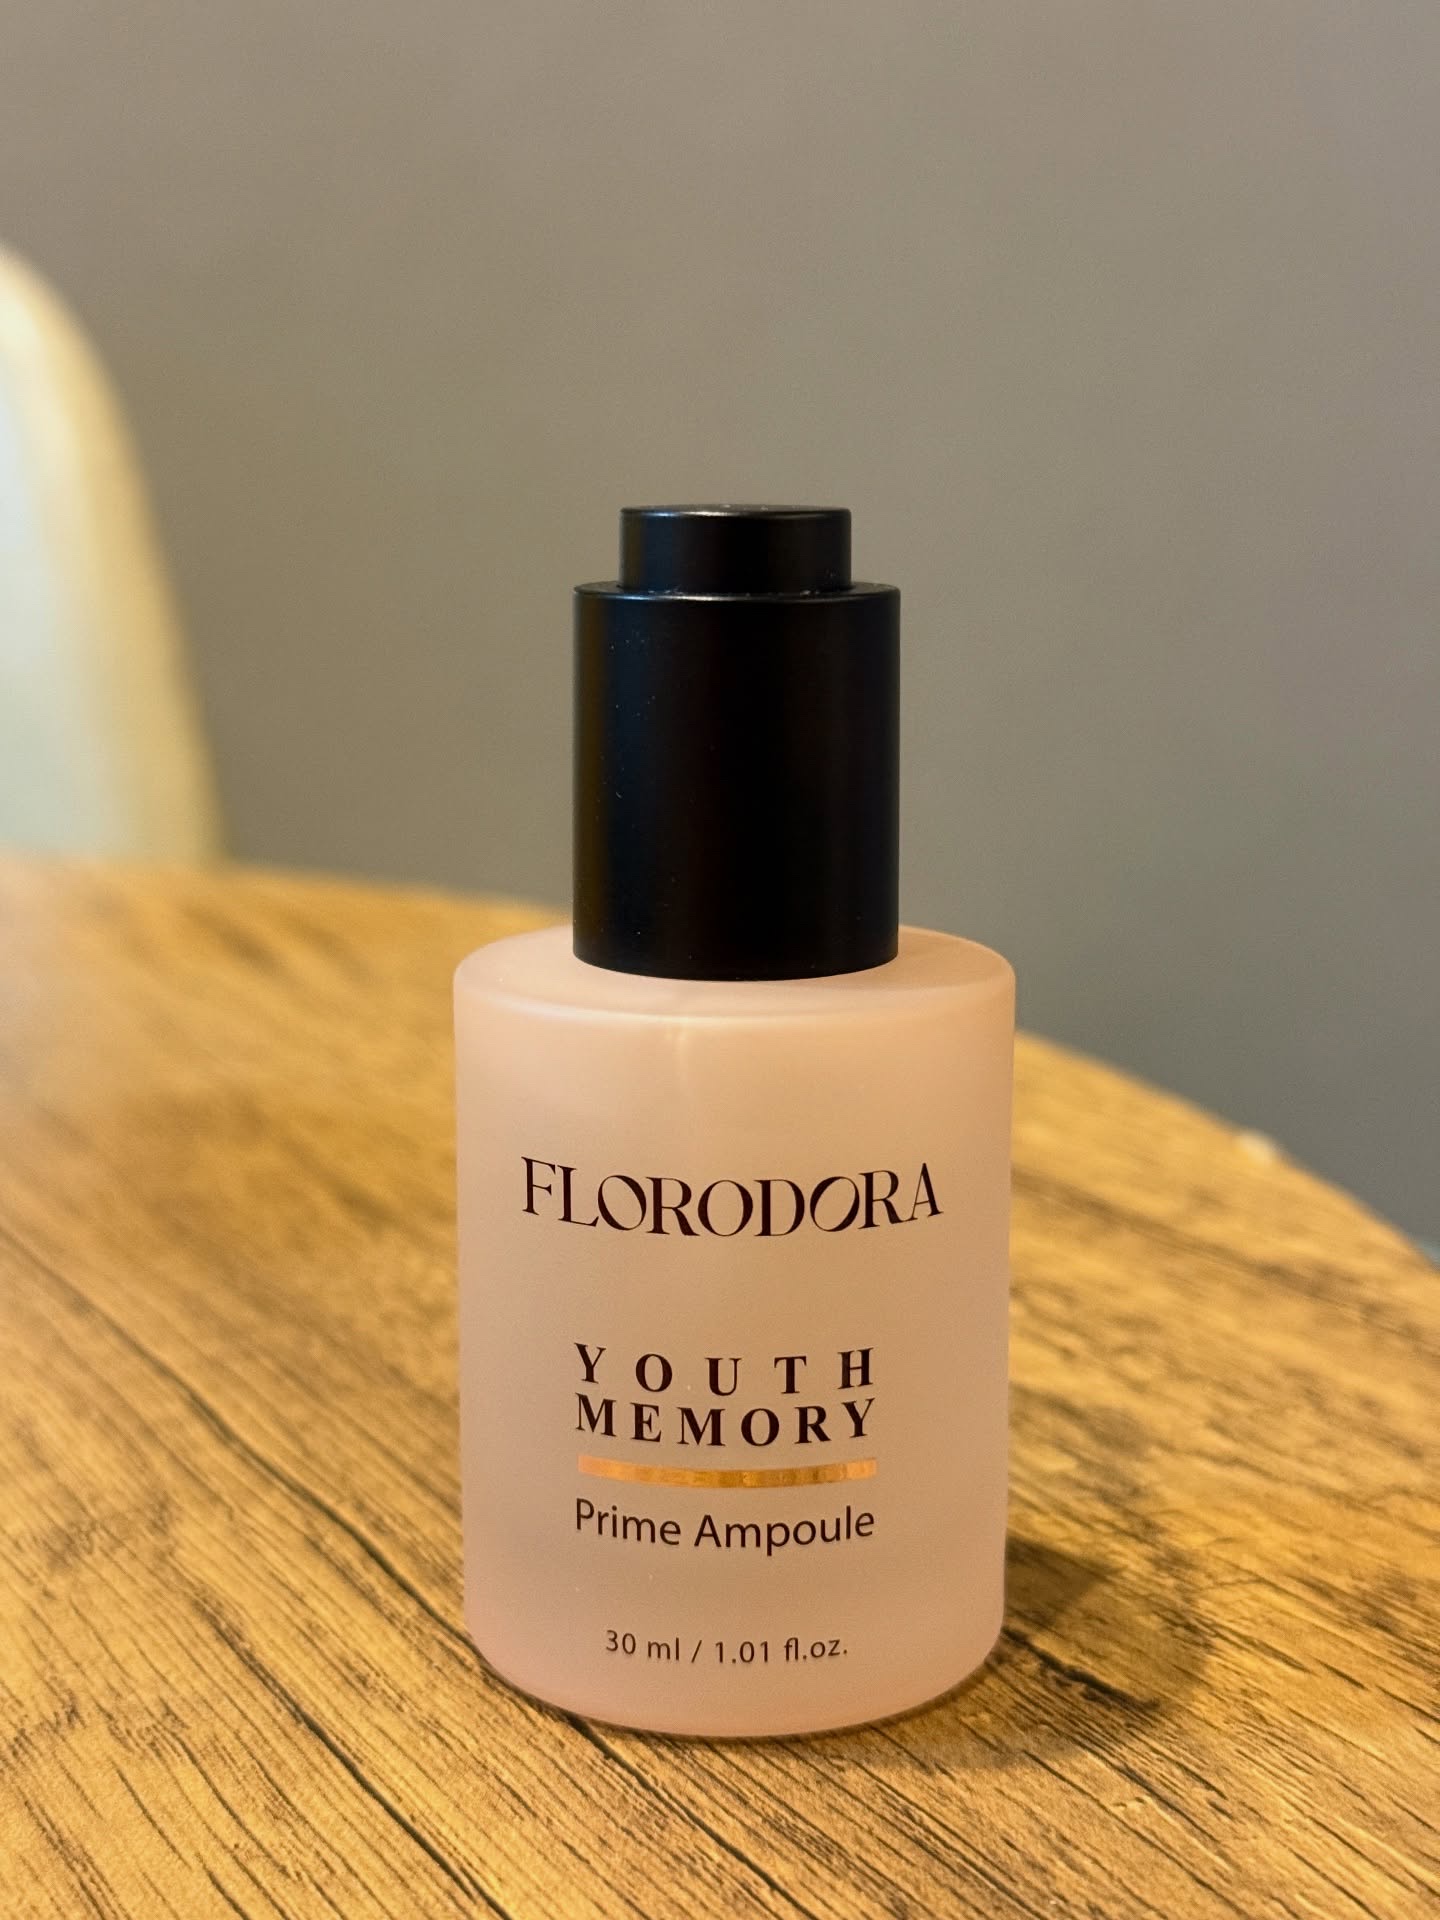 FLORODORA
YOUTH
MEMORY
Prime Ampoule
30 ml / 1.01 fl.oz.